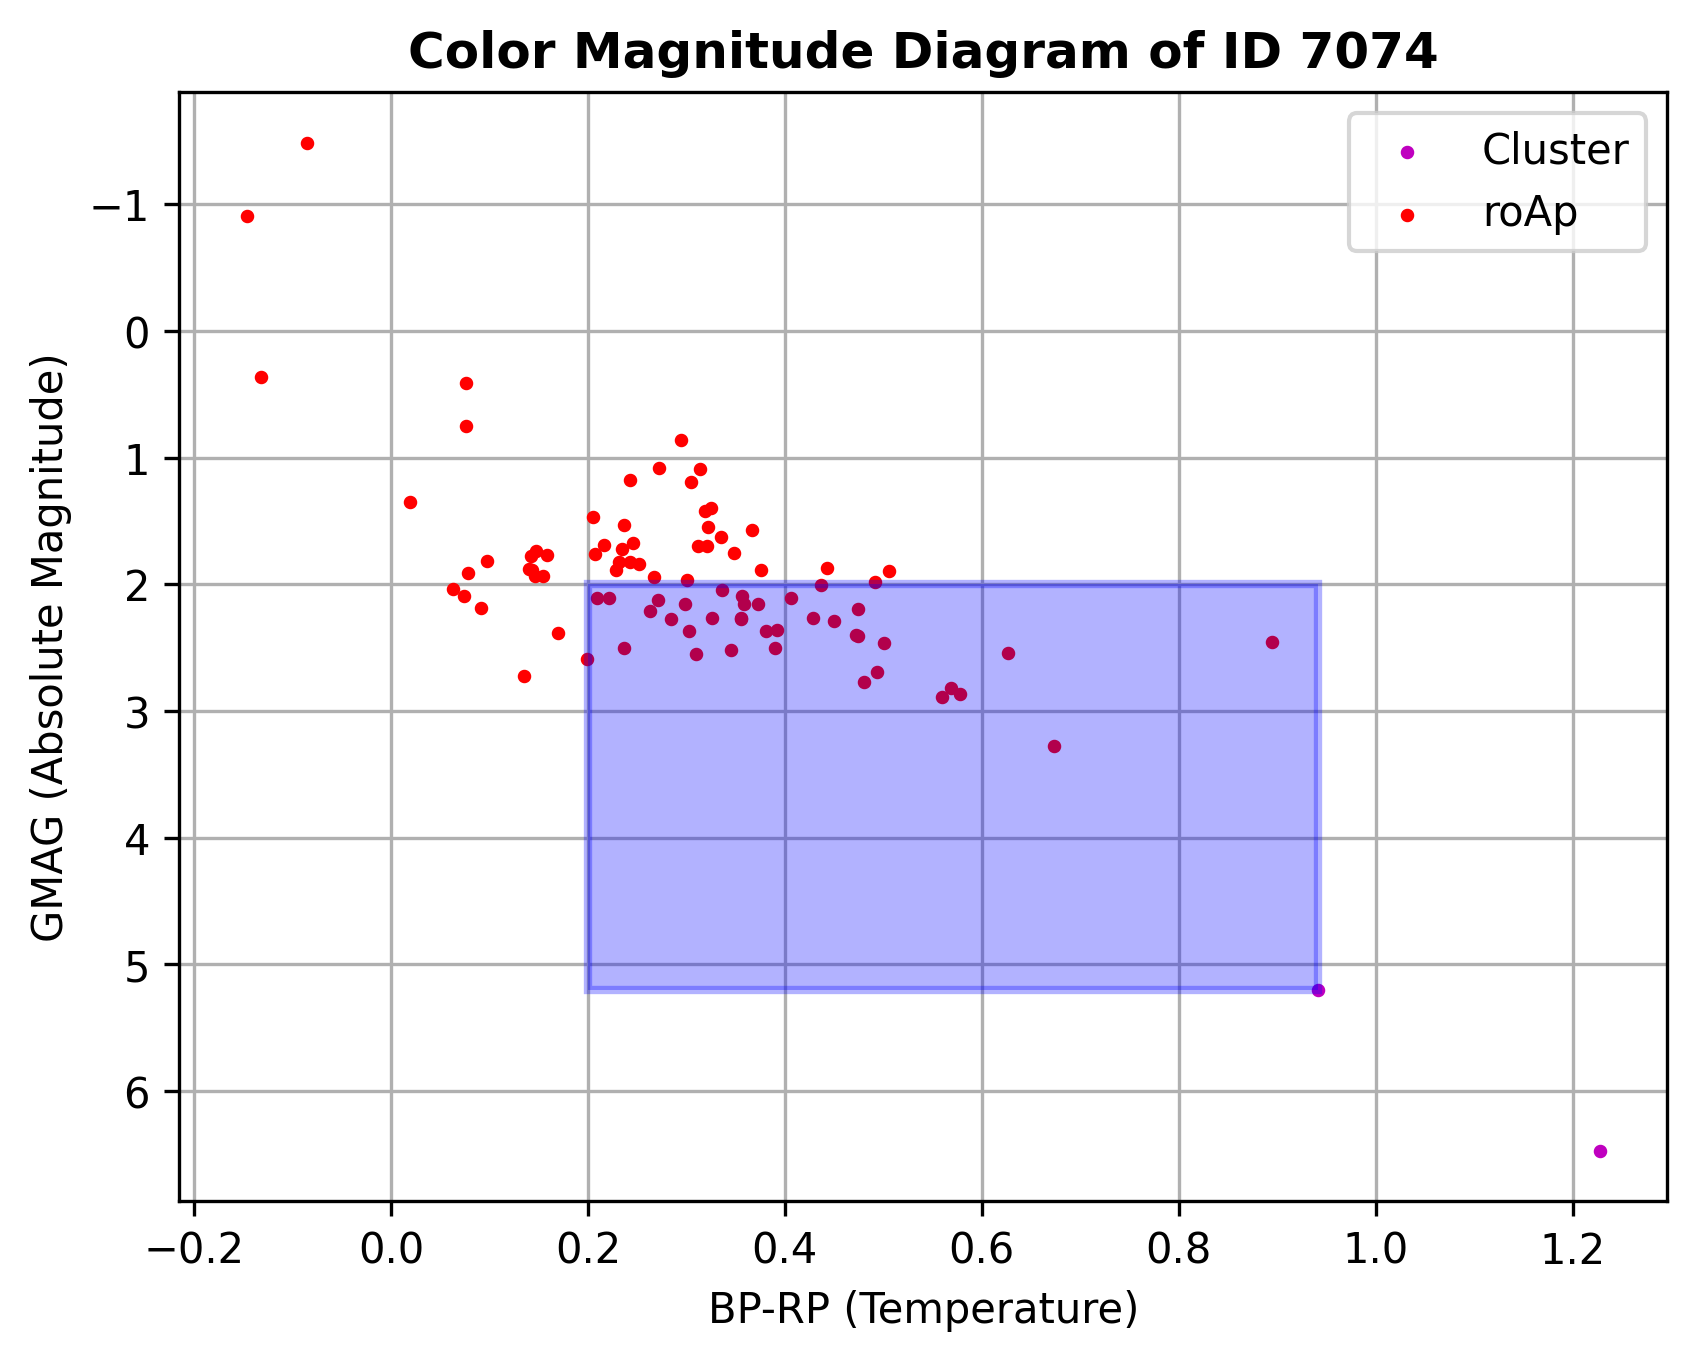 Color Magnitude Diagram of ID 7074
Cluster
roAp
GMAG (Absolute Magnitude)
−1
0
1
2
3
4
5
6
−0.2 0.0 0.2 0.4 0.6 0.8 1.0 1.2
BP-RP (Temperature)